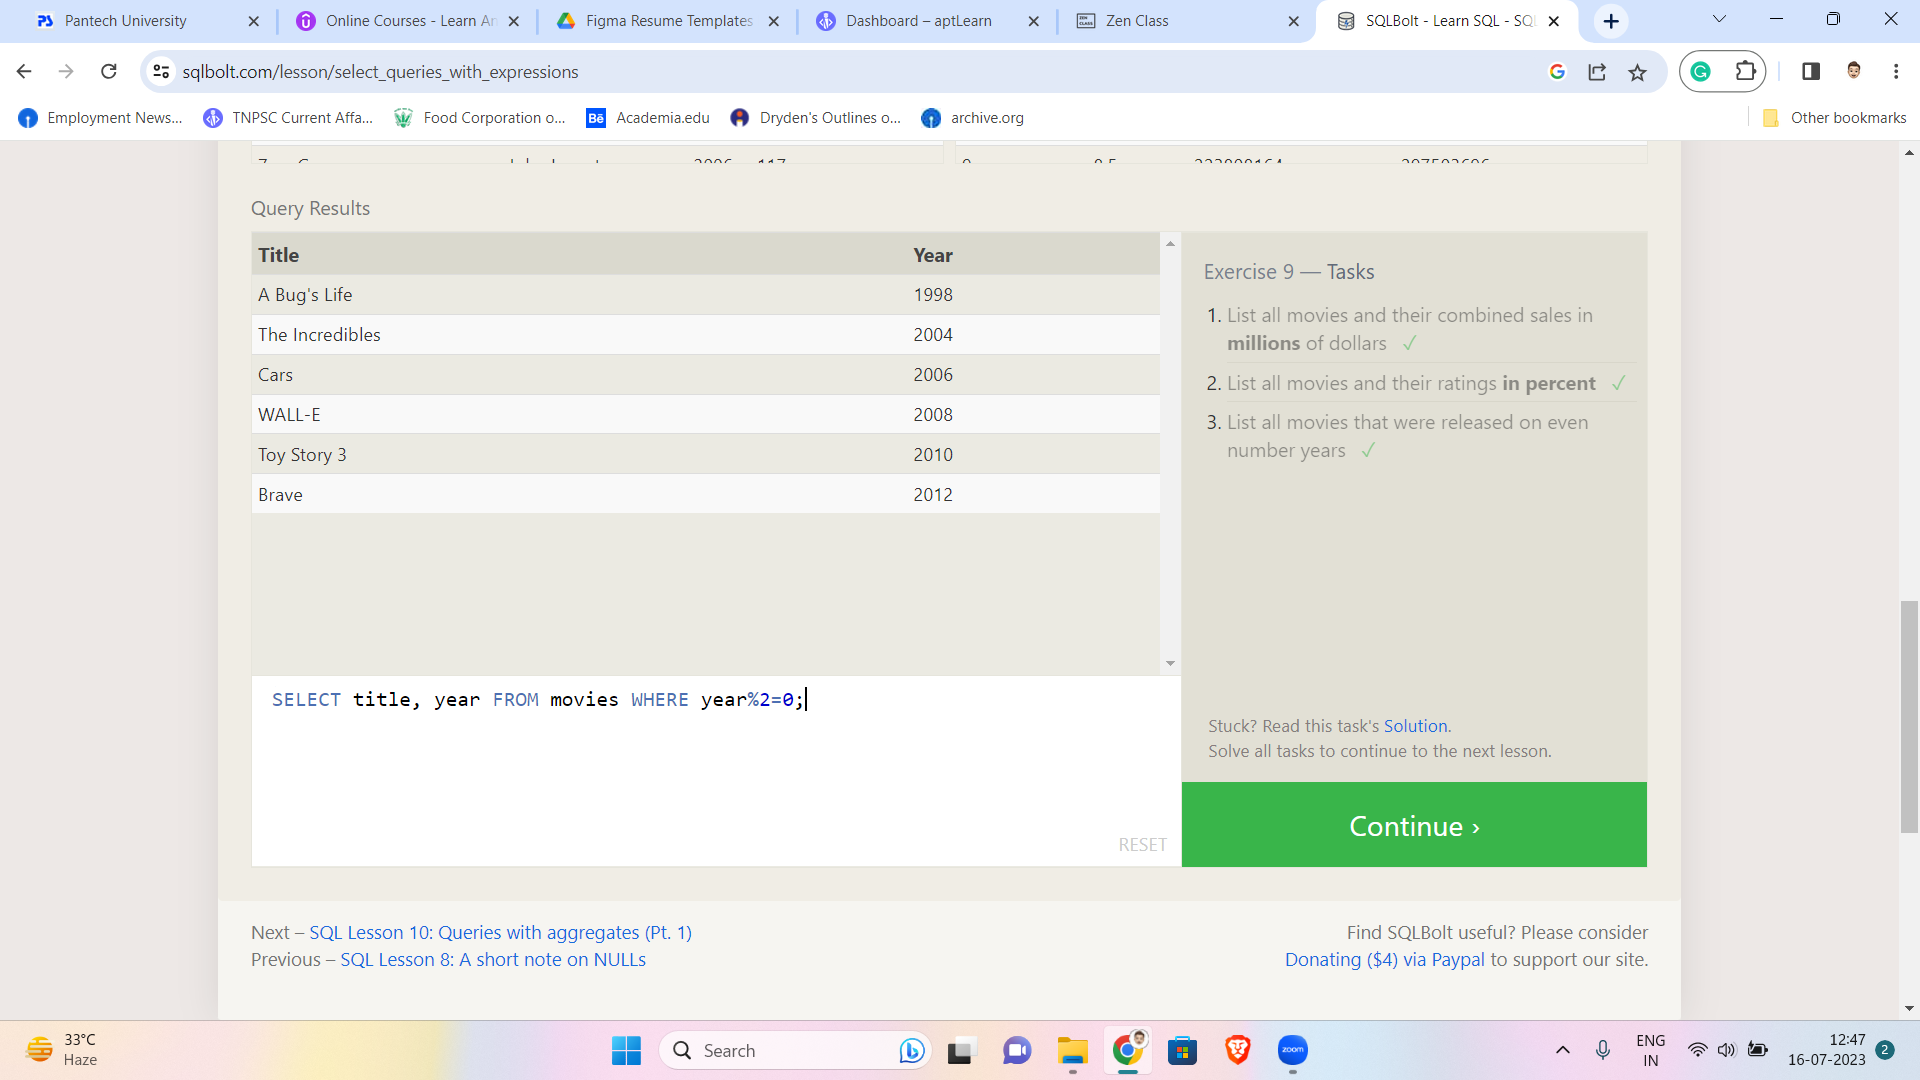 Pantech University
Online Courses - Learn An
Figma Resume Templates
Dashboard – aptLearn
Zen Class
SQLBolt - Learn SQL - SQL
sqlbolt.com/lesson/select_queries_with_expressions
Employment News...
TNPSC Current Affa...
Food Corporation o...
Academia.edu
Dryden's Outlines o...
archive.org
Other bookmarks
Query Results
Title Year
A Bug's Life 1998
The Incredibles 2004
Cars 2006
WALL-E 2008
Toy Story 3 2010
Brave 2012
Exercise 9 — Tasks
1. List all movies and their combined sales in
millions of dollars ✓
2. List all movies and their ratings in percent ✓
3. List all movies that were released on even
number years ✓
SELECT title, year FROM movies WHERE year%2=0;
RESET
Stuck? Read this task's Solution.
Solve all tasks to continue to the next lesson.
Continue ›
Next – SQL Lesson 10: Queries with aggregates (Pt. 1)
Previous – SQL Lesson 8: A short note on NULLs
Find SQLBolt useful? Please consider
Donating ($4) via Paypal to support our site.
33°C
Haze
Search
zoom
ENG
IN
12:47
16-07-2023
2